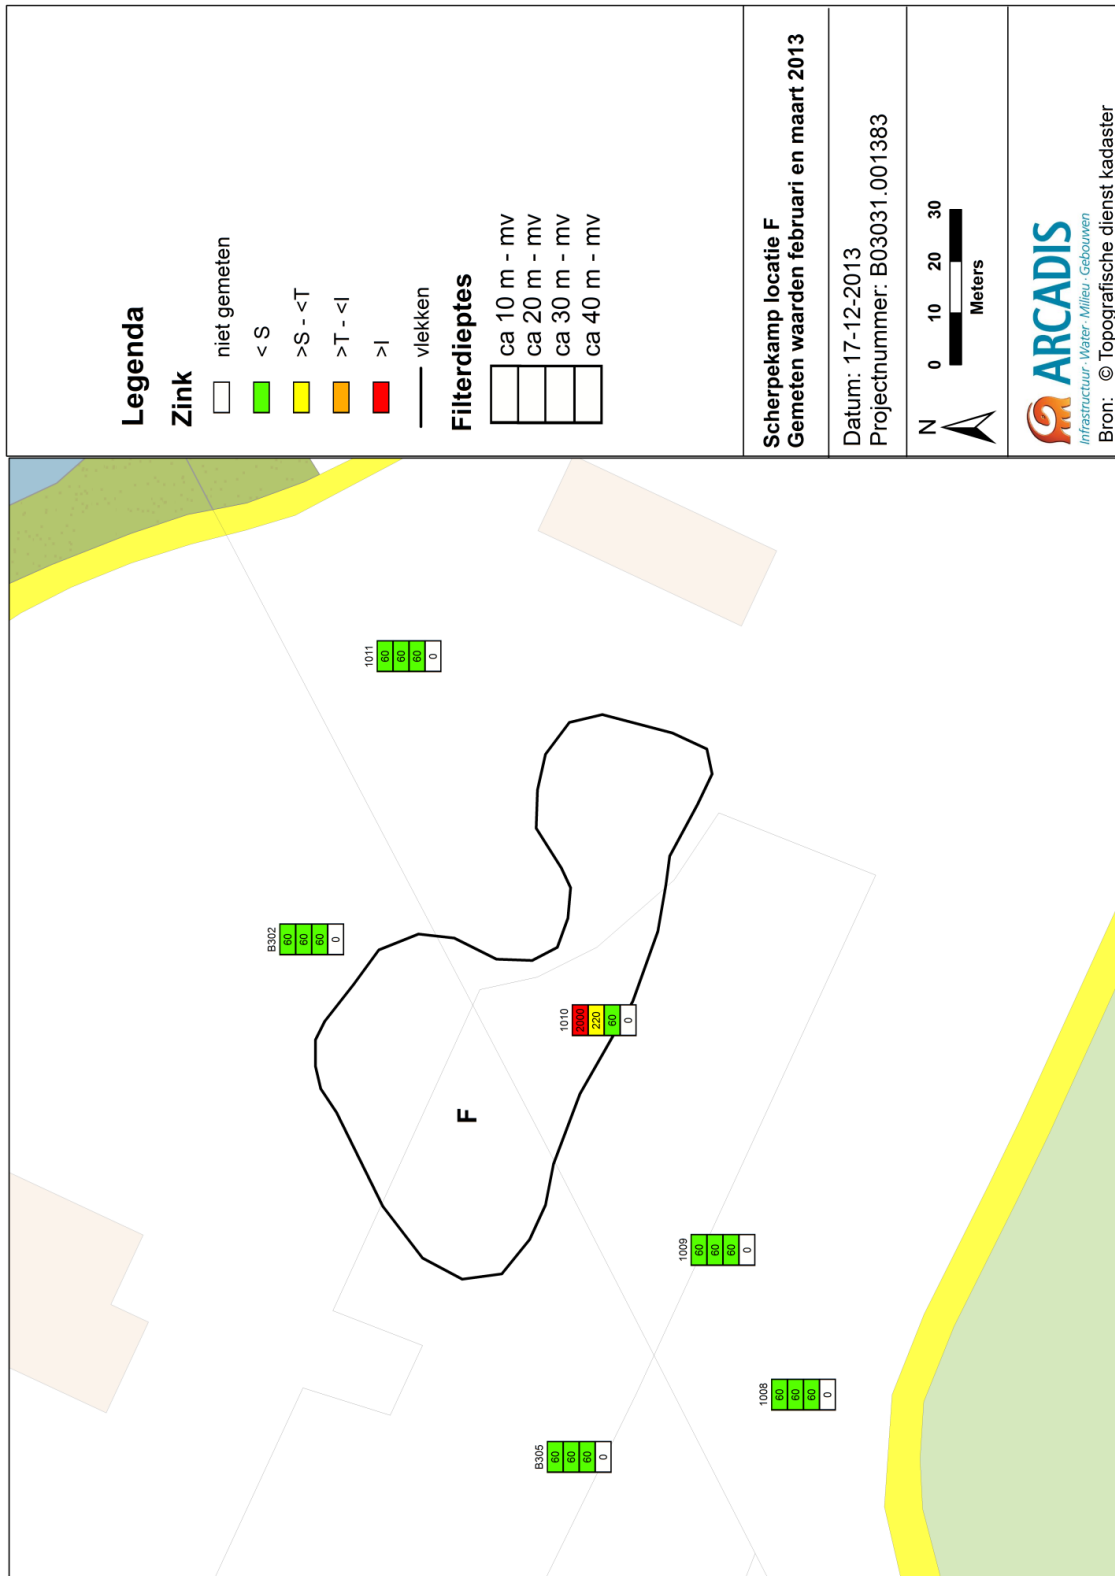 1011
60
60
60
0
B302
60
60
60
0
1010
2000
220
60
0
F
1009
60
60
60
0
1008
60
60
60
0
B305
60
60
60
0
Legenda
Zink
niet gemeten
< S
>S - <T
>T - <I
>I
vlekken
Filterdieptes
ca 10 m - mv
ca 20 m - mv
ca 30 m - mv
ca 40 m - mv
Scherpekamp locatie F
Gemeten waarden februari en maart 2013
Datum: 17-12-2013
Projectnummer: B03031.001383
N
0 10 20 30
Meters
ARCADIS
Infrastructuur · Water · Milieu · Gebouwen
Bron: © Topografische dienst kadaster